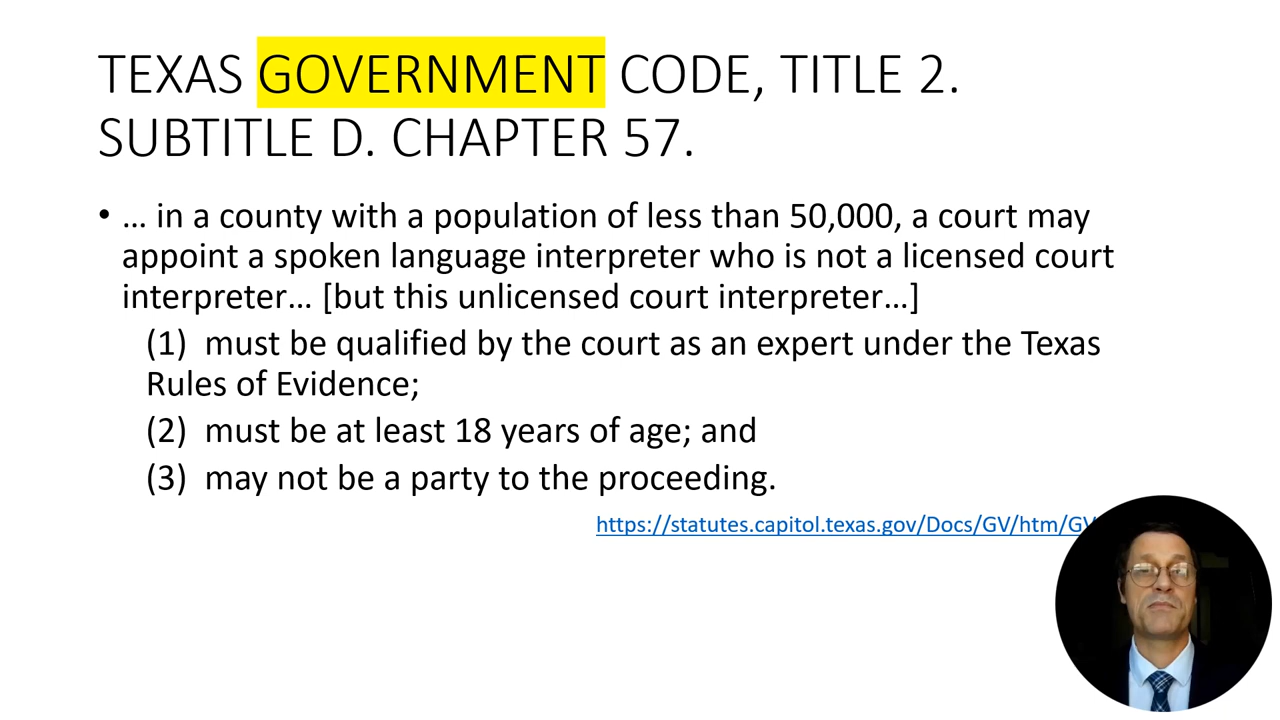 TEXAS GOVERNMENT CODE, TITLE 2.
SUBTITLE D. CHAPTER 57.
• … in a county with a population of less than 50,000, a court may
appoint a spoken language interpreter who is not a licensed court
interpreter… [but this unlicensed court interpreter…]
(1) must be qualified by the court as an expert under the Texas
Rules of Evidence;
(2) must be at least 18 years of age; and
(3) may not be a party to the proceeding.
https://statutes.capitol.texas.gov/Docs/GV/htm/GV